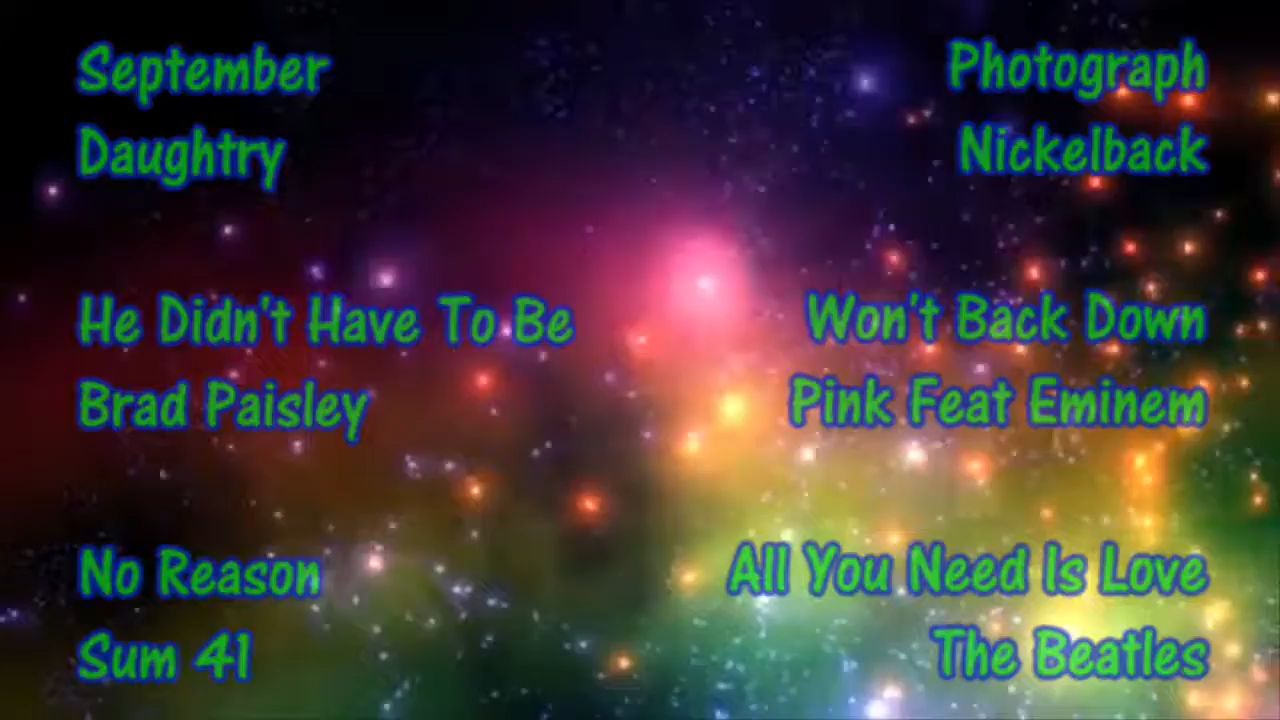 September
Daughtry
Photograph
Nickelback
He Didn't Have To Be
Brad Paisley
Won't Back Down
Pink Feat Eminem
No Reason
Sum 41
All You Need Is Love
The Beatles